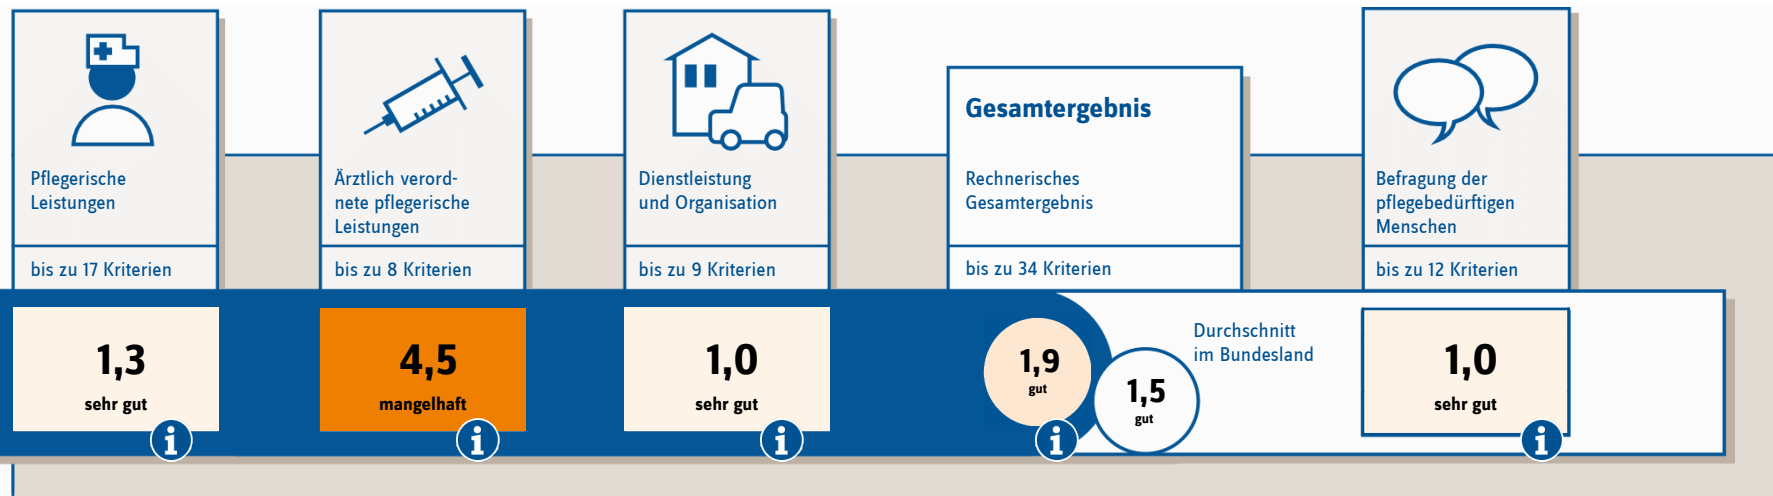 Pflegerische
Leistungen
bis zu 17 Kriterien
1,3
sehr gut
i
Ärztlich verord-
nete pflegerische
Leistungen
bis zu 8 Kriterien
4,5
mangelhaft
i
Dienstleistung
und Organisation
bis zu 9 Kriterien
1,0
sehr gut
i
Gesamtergebnis
Rechnerisches
Gesamtergebnis
bis zu 34 Kriterien
1,9
gut
i
1,5
gut
Durchschnitt
im Bundesland
Befragung der
pflegebedürftigen
Menschen
bis zu 12 Kriterien
1,0
sehr gut
i